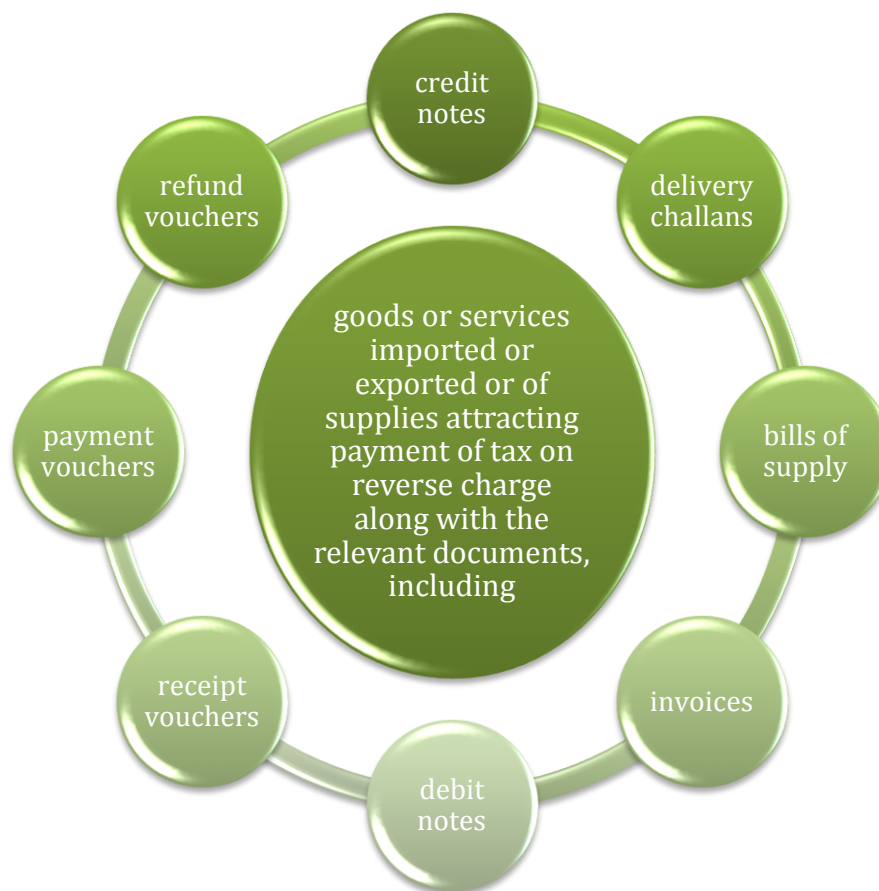 credit
notes
delivery
challans
bills of
supply
invoices
debit
notes
receipt
vouchers
payment
vouchers
refund
vouchers
goods or services
imported or
exported or of
supplies attracting
payment of tax on
reverse charge
along with the
relevant documents,
including